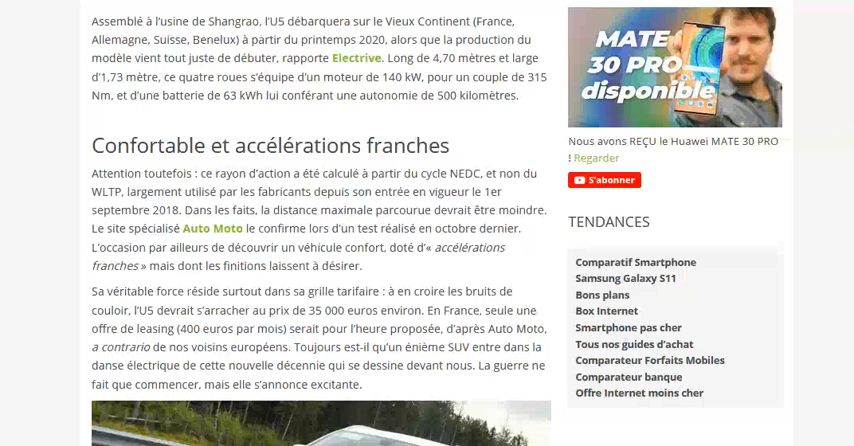 Assemblé à l'usine de Shangrao, l'U5 débarquera sur le Vieux Continent (France,
Allemagne, Suisse, Benelux) à partir du printemps 2020, alors que la production du
modèle vient tout juste de débuter, rapporte Electrive. Long de 4,70 mètres et large
d'1,73 mètre, ce quatre roues s'équipe d'un moteur de 140 kW, pour un couple de 315
Nm, et d'une batterie de 63 kWh lui conférant une autonomie de 500 kilomètres.
Confortable et accélérations franches
Attention toutefois : ce rayon d'action a été calculé à partir du cycle NEDC, et non du
WLTP, largement utilisé par les fabricants depuis son entrée en vigueur le 1er
septembre 2018. Dans les faits, la distance maximale parcourue devrait être moindre.
Le site spécialisé Auto Moto le confirme lors d'un test réalisé en octobre dernier.
L'occasion par ailleurs de découvrir un véhicule confort, doté d'« accélérations
franches » mais dont les finitions laissent à désirer.
Sa véritable force réside surtout dans sa grille tarifaire : à en croire les bruits de
couloir, l'U5 devrait s'arracher au prix de 35 000 euros environ. En France, seule une
offre de leasing (400 euros par mois) serait pour l'heure proposée, d'après Auto Moto,
a contrario de nos voisins européens. Toujours est-il qu'un énième SUV entre dans la
danse électrique de cette nouvelle décennie qui se dessine devant nous. La guerre ne
fait que commencer, mais elle s'annonce excitante.
MATE
30 PRO
disponible
Nous avons REÇU le Huawei MATE 30 PRO
! Regarder
S'abonner
TENDANCES
Comparatif Smartphone
Samsung Galaxy S11
Bons plans
Box Internet
Smartphone pas cher
Tous nos guides d'achat
Comparateur Forfaits Mobiles
Comparateur banque
Offre Internet moins cher